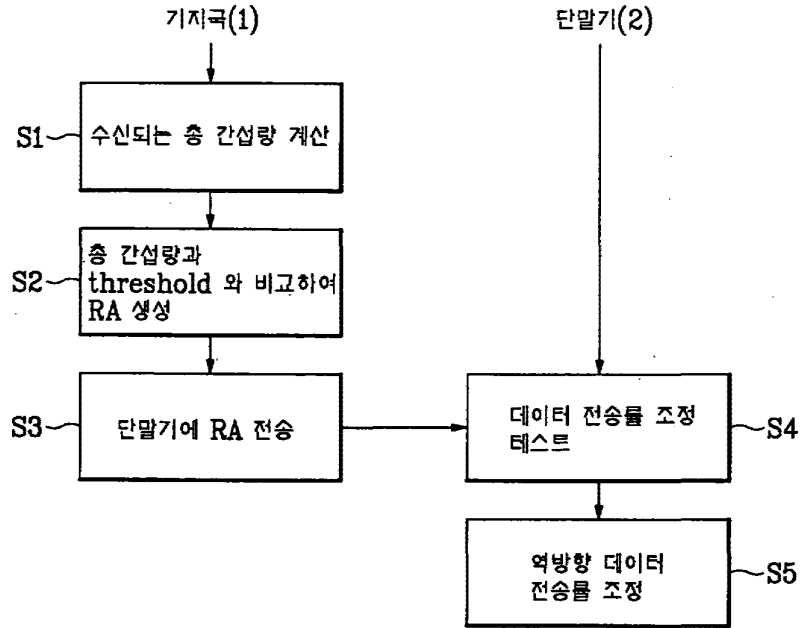 기지국(1)
단말기(2)
S1
수신되는 총 간섭량 계산
S2
총 간섭량과
threshold 와 비교하여
RA 생성
S3
단말기에 RA 전송
데이터 전송률 조정
테스트
S4
역방향 데이터
전송률 조정
S5